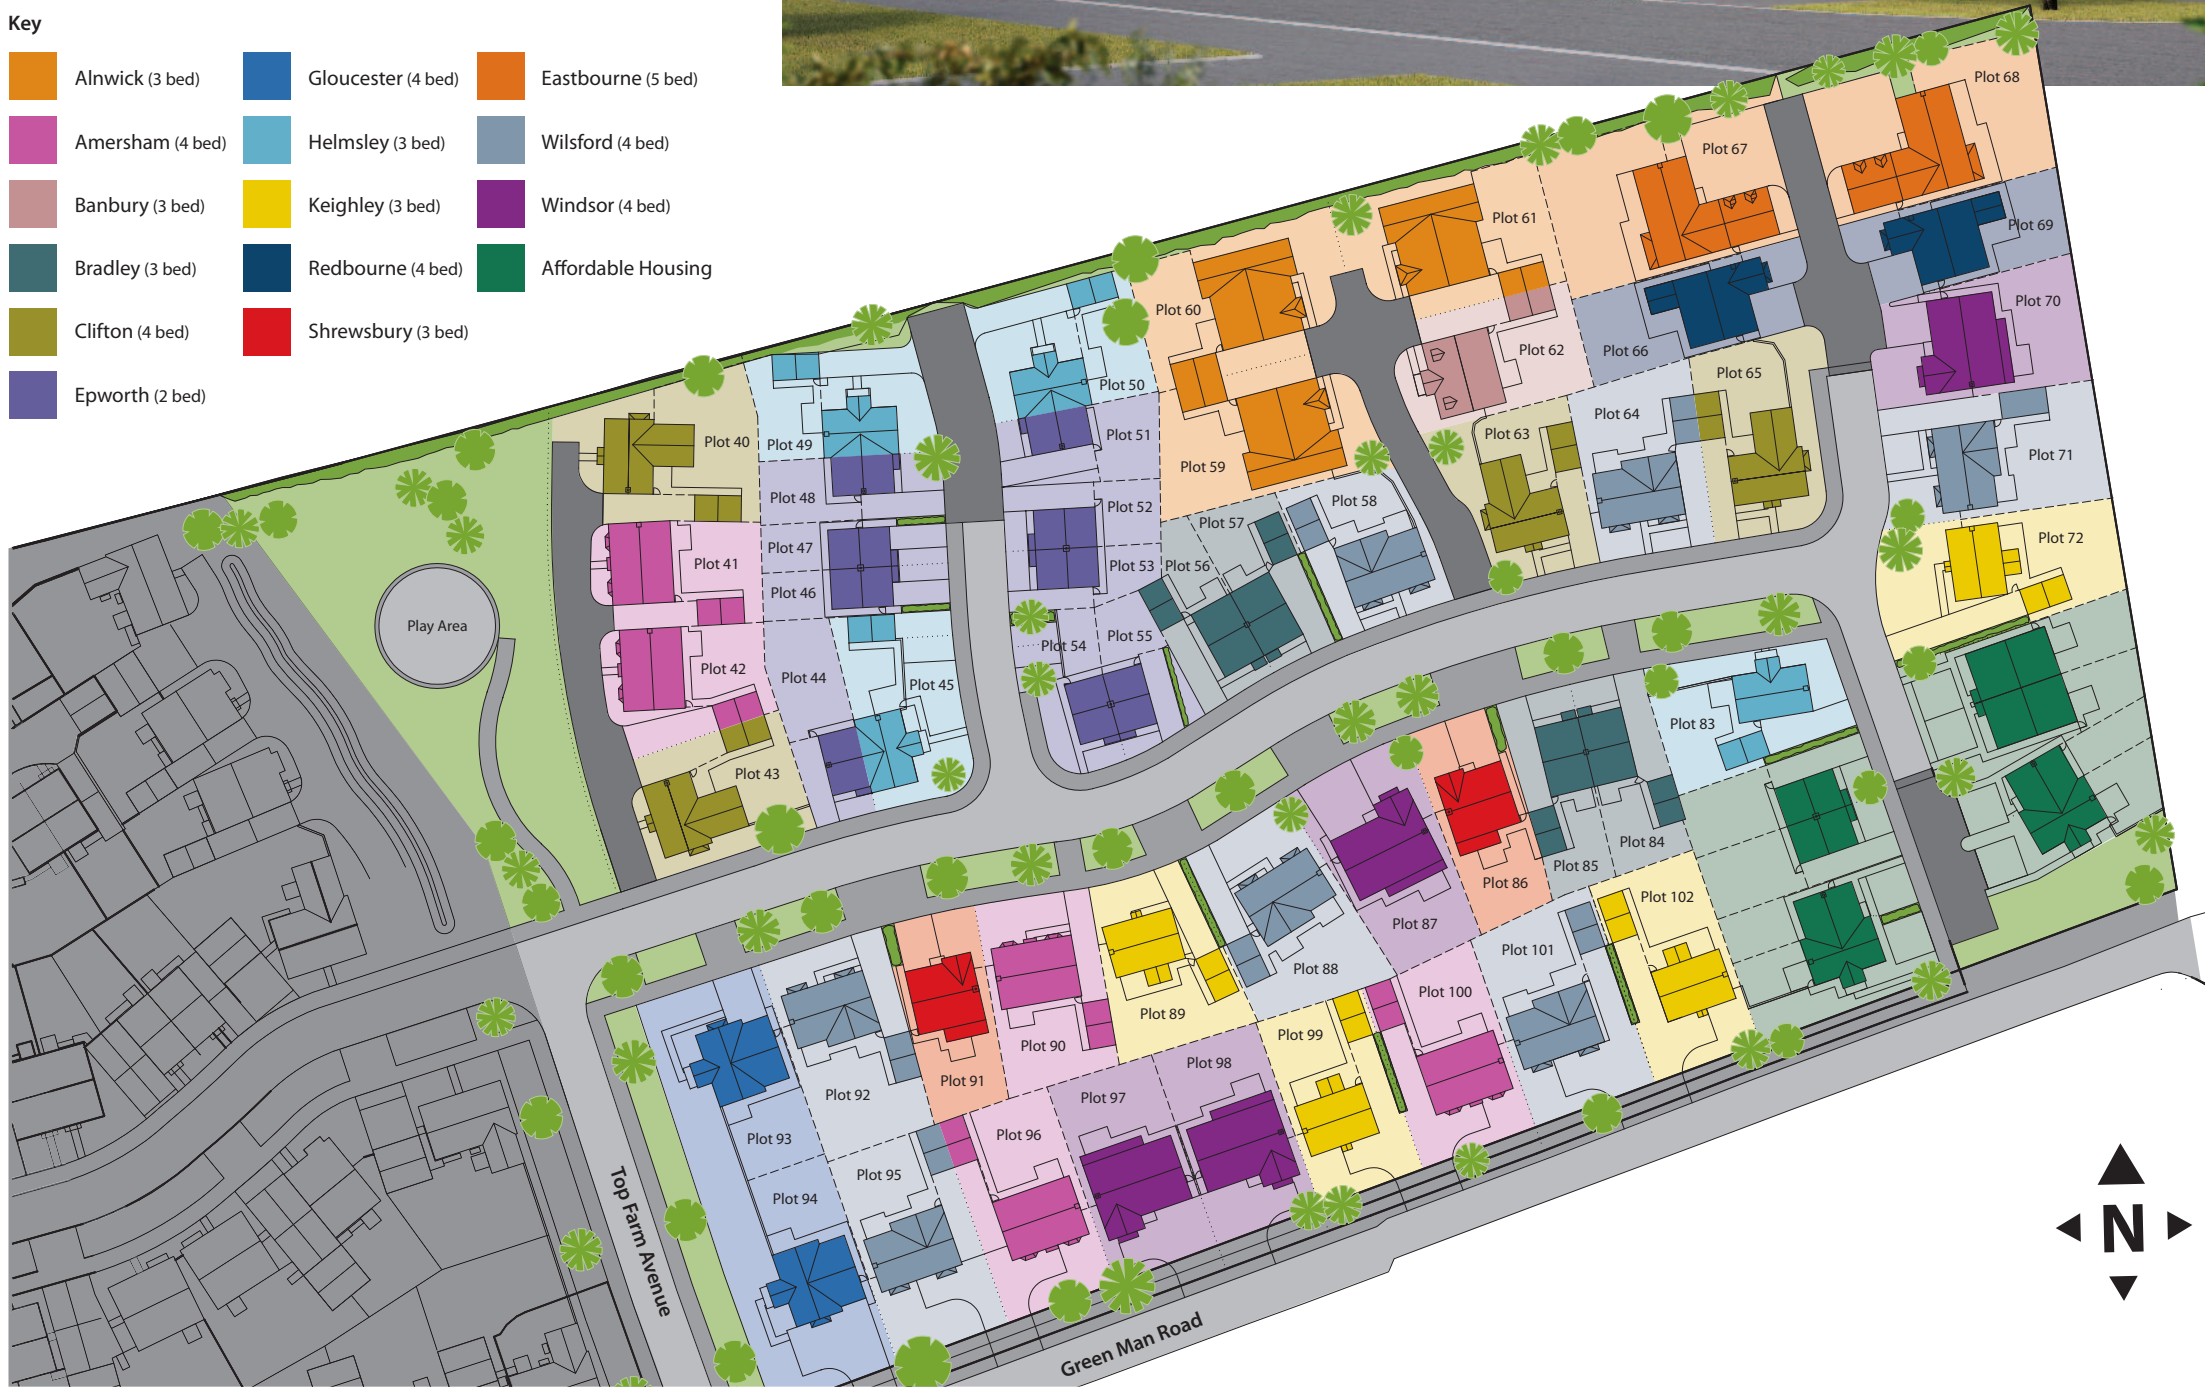 Key
Alnwick (3 bed)
Amersham (4 bed)
Banbury (3 bed)
Bradley (3 bed)
Clifton (4 bed)
Epworth (2 bed)
Gloucester (4 bed)
Helmsley (3 bed)
Keighley (3 bed)
Redbourne (4 bed)
Shrewsbury (3 bed)
Eastbourne (5 bed)
Wilsford (4 bed)
Windsor (4 bed)
Affordable Housing
Play Area
Plot 40
Plot 41
Plot 42
Plot 43
Plot 44
Plot 45
Plot 46
Plot 47
Plot 48
Plot 49
Plot 50
Plot 51
Plot 52
Plot 53
Plot 54
Plot 55
Plot 56
Plot 57
Plot 58
Plot 59
Plot 60
Plot 61
Plot 62
Plot 63
Plot 64
Plot 65
Plot 66
Plot 67
Plot 68
Plot 69
Plot 70
Plot 71
Plot 72
Plot 83
Plot 84
Plot 85
Plot 86
Plot 87
Plot 88
Plot 89
Plot 90
Plot 91
Plot 92
Plot 93
Plot 94
Plot 95
Plot 96
Plot 97
Plot 98
Plot 99
Plot 100
Plot 101
Plot 102
Top Farm Avenue
Green Man Road
N